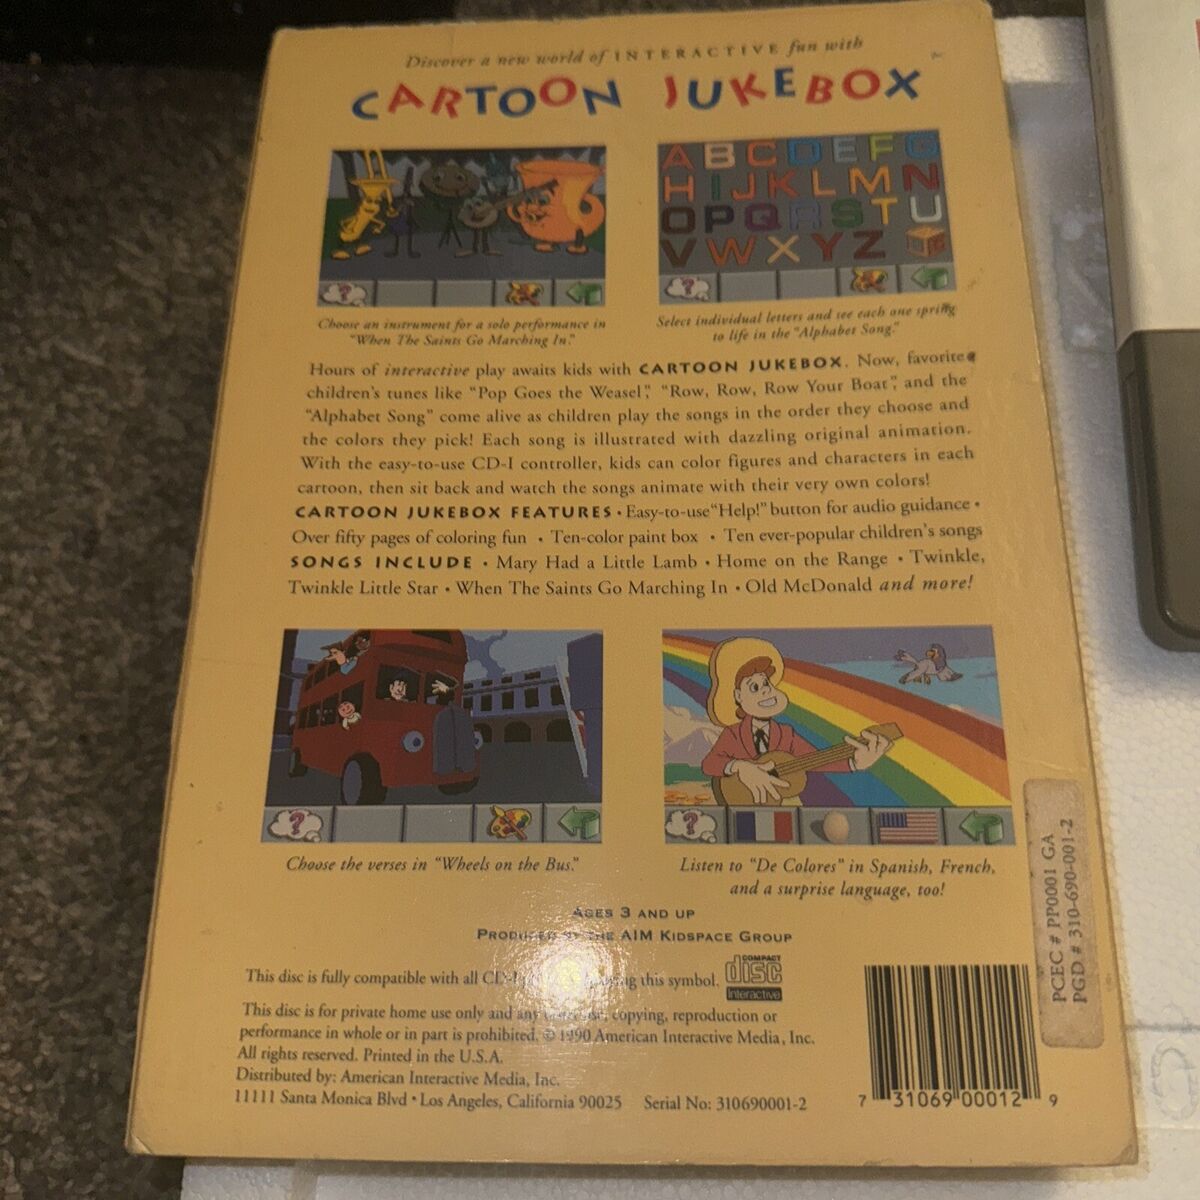 Discover a new world of INTERACTIVE fun with
CARTOON JUKEBOX
A B C D E F G
H I J K L M N
O P Q R S T U
V W X Y Z
?
?
Choose an instrument for a solo performance in
"When The Saints Go Marching In."
Select individual letters and see each one spring
to life in the "Alphabet Song."
Hours of interactive play awaits kids with CARTOON JUKEBOX. Now, favorite
children's tunes like "Pop Goes the Weasel," "Row, Row, Row Your Boat", and the
"Alphabet Song" come alive as children play the songs in the order they choose and
the colors they pick! Each song is illustrated with dazzling original animation.
With the easy-to-use CD-I controller, kids can color figures and characters in each
cartoon, then sit back and watch the songs animate with their very own colors!
CARTOON JUKEBOX FEATURES • Easy-to-use "Help!" button for audio guidance •
Over fifty pages of coloring fun • Ten-color paint box • Ten ever-popular children's songs
SONGS INCLUDE • Mary Had a Little Lamb • Home on the Range • Twinkle,
Twinkle Little Star • When The Saints Go Marching In • Old McDonald and more!
?
?
Choose the verses in "Wheels on the Bus."
Listen to "De Colores" in Spanish, French,
and a surprise language, too!
AGES 3 AND UP
PRODUCED BY THE AIM KIDSPACE GROUP
This disc is fully compatible with all CD-I this symbol.
COMPACT
disc
Interactive
This disc is for private home use only and any copying, reproduction or
performance in whole or in part is prohibited. © 1990 American Interactive Media, Inc.
All rights reserved. Printed in the U.S.A.
Distributed by: American Interactive Media, Inc.
11111 Santa Monica Blvd • Los Angeles, California 90025 Serial No: 310690001-2
7 31069 00012 9
PCEC # PP0001 GA
PGD # 310-690-001-2